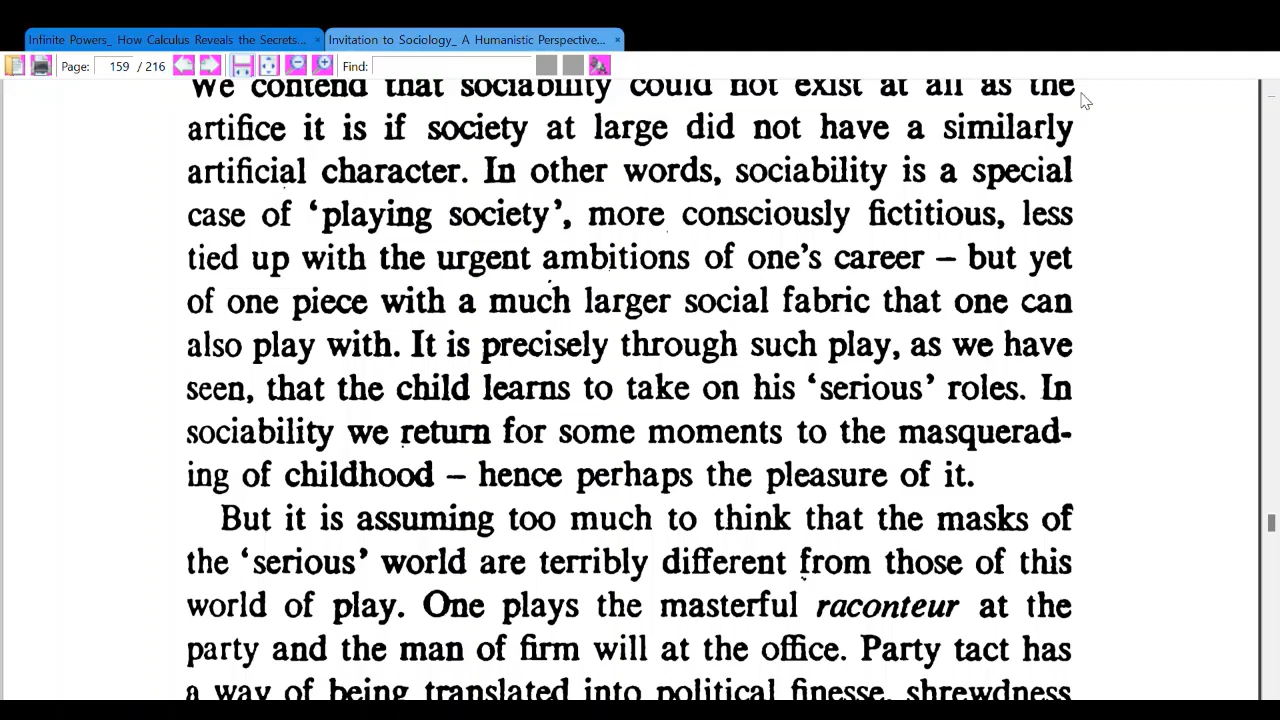 Infinite Powers_ How Calculus Reveals the Secrets... ×
Invitation to Sociology_ A Humanistic Perspective... ×
Page: 159 / 216 Find:
We contend that sociability could not exist at all as the
artifice it is if society at large did not have a similarly
artificial character. In other words, sociability is a special
case of ‘playing society’, more consciously fictitious, less
tied up with the urgent ambitions of one’s career – but yet
of one piece with a much larger social fabric that one can
also play with. It is precisely through such play, as we have
seen, that the child learns to take on his ‘serious’ roles. In
sociability we return for some moments to the masquerad-
ing of childhood – hence perhaps the pleasure of it.
But it is assuming too much to think that the masks of
the ‘serious’ world are terribly different from those of this
world of play. One plays the masterful raconteur at the
party and the man of firm will at the office. Party tact has
a way of being translated into political finesse, shrewdness